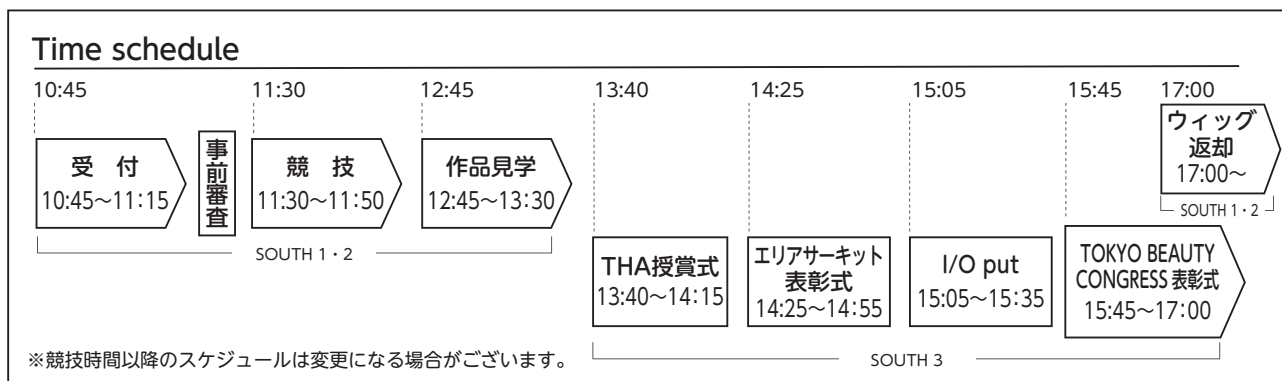 Time schedule
10:45
11:30
12:45
13:40
14:25
15:05
15:45
17:00
受　付
10:45〜11:15
事前審査
競　技
11:30〜11:50
作品見学
12:45〜13:30
SOUTH 1・2
THA授賞式
13:40〜14:15
エリアサーキット
表彰式
14:25〜14:55
I/O put
15:05〜15:35
TOKYO BEAUTY
CONGRESS 表彰式
15:45〜17:00
SOUTH 3
ウィッグ
返却
17:00〜
SOUTH 1・2
※競技時間以降のスケジュールは変更になる場合がございます。